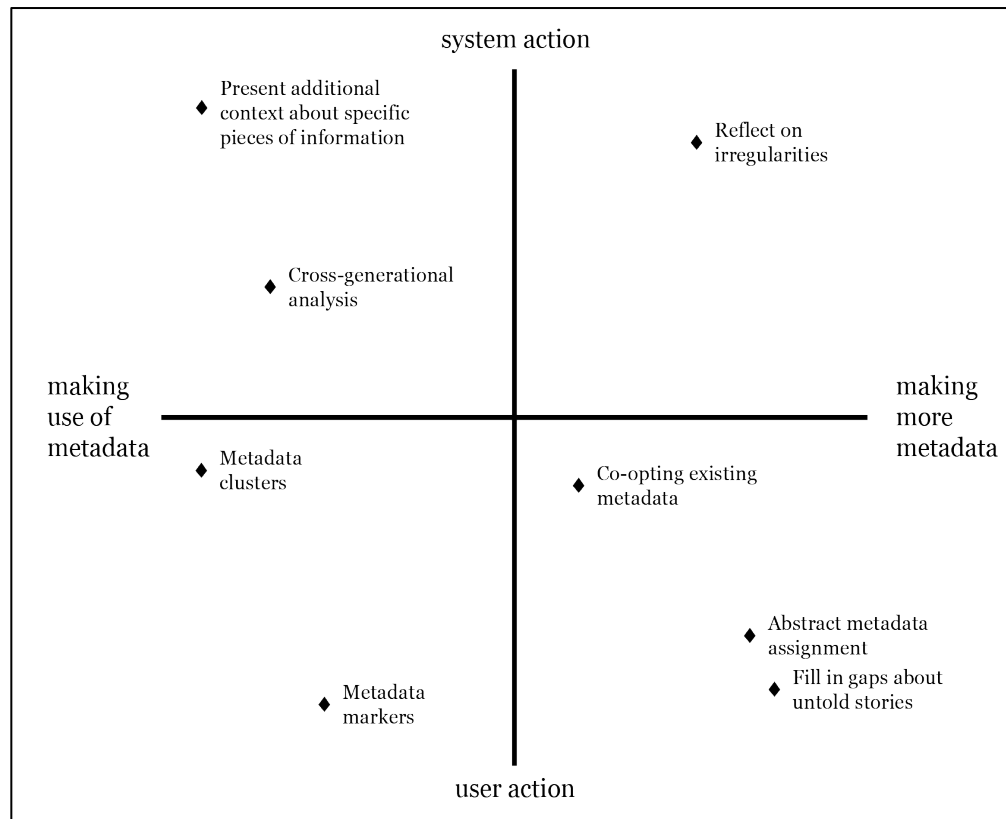 system action
Present additional
context about specific
pieces of information
Reflect on
irregularities
Cross-generational
analysis
making
use of
metadata
making
more
metadata
Metadata
clusters
Co-opting existing
metadata
Abstract metadata
assignment
Fill in gaps about
untold stories
Metadata
markers
user action